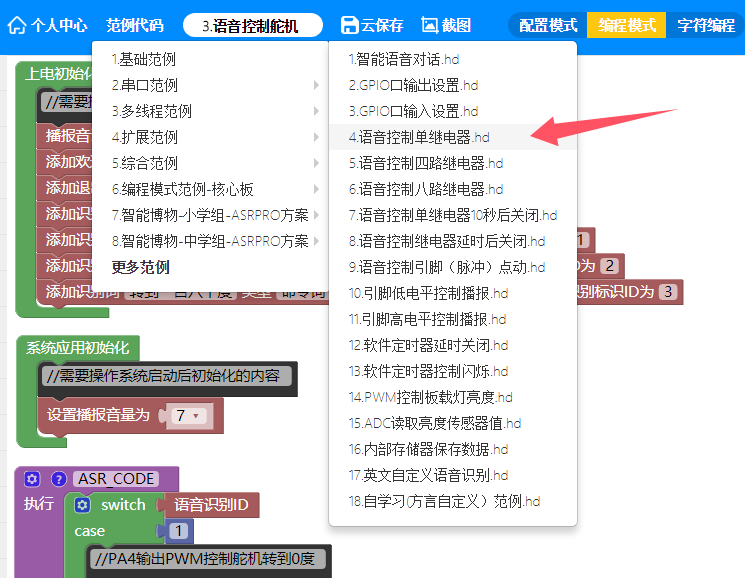 个人中心 范例代码 3.语音控制舵机 云保存 截图 配置模式 编程模式 字符编程
1.基础范例
2.串口范例
3.多线程范例
4.扩展范例
5.综合范例
6.编程模式范例-核心板
7.智能博物-小学组-ASRPRO方案
8.智能博物-中学组-ASRPRO方案
更多范例
1.智能语音对话.hd
2.GPIO口输出设置.hd
3.GPIO口输入设置.hd
4.语音控制单继电器.hd
5.语音控制四路继电器.hd
6.语音控制八路继电器.hd
7.语音控制单继电器10秒后关闭.hd
8.语音控制继电器延时后关闭.hd
9.语音控制引脚（脉冲）点动.hd
10.引脚低电平控制播报.hd
11.引脚高电平控制播报.hd
12.软件定时器延时关闭.hd
13.软件定时器控制闪烁.hd
14.PWM控制板载灯亮度.hd
15.ADC读取亮度传感器值.hd
16.内部存储器保存数据.hd
17.英文自定义语音识别.hd
18.自学习(方言自定义）范例.hd
上电初始化
//需要
播报音
添加欢
添加退
添加识
添加识 1
添加识 ID为 2
添加识别词 转到一百八十度 类型 命令词 别标识ID为 3
系统应用初始化
//需要操作系统启动后初始化的内容
设置播报音量为 7
? ASR_CODE
执行 switch 语音识别ID
case 1
//PA4输出PWM控制舵机转到0度